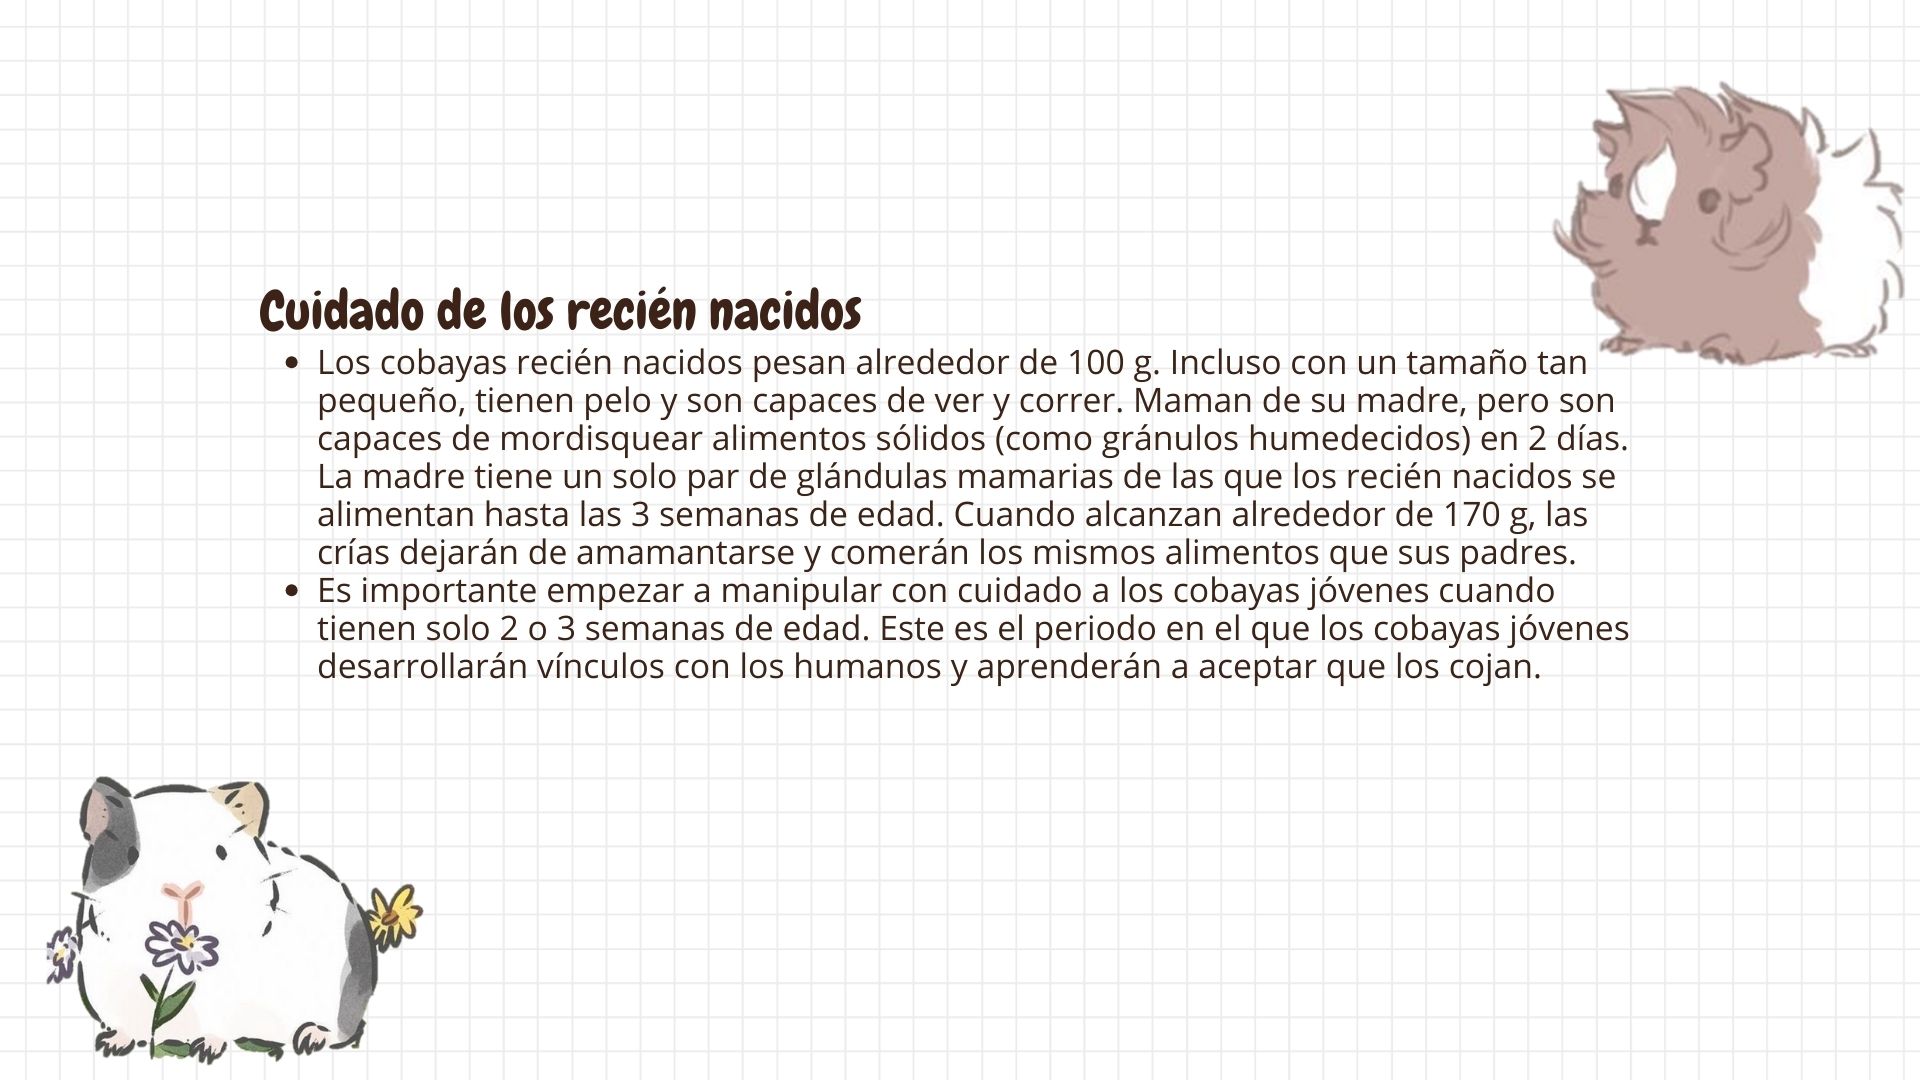 Cuidado de los recién nacidos
• Los cobayas recién nacidos pesan alrededor de 100 g. Incluso con un tamaño tan
pequeño, tienen pelo y son capaces de ver y correr. Maman de su madre, pero son
capaces de mordisquear alimentos sólidos (como gránulos humedecidos) en 2 días.
La madre tiene un solo par de glándulas mamarias de las que los recién nacidos se
alimentan hasta las 3 semanas de edad. Cuando alcanzan alrededor de 170 g, las
crías dejarán de amamantarse y comerán los mismos alimentos que sus padres.
• Es importante empezar a manipular con cuidado a los cobayas jóvenes cuando
tienen solo 2 o 3 semanas de edad. Este es el periodo en el que los cobayas jóvenes
desarrollarán vínculos con los humanos y aprenderán a aceptar que los cojan.